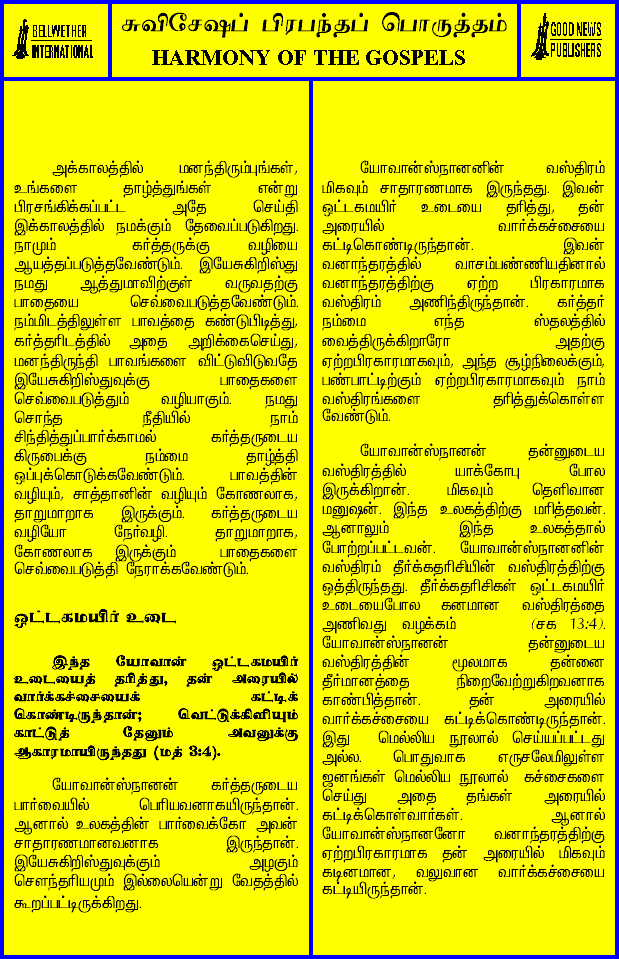 BELLWETHER
INTERNATIONAL
சுவிசேஷப் பிரபந்தப் பொருத்தம்
HARMONY OF THE GOSPELS
GOOD NEWS
PUBLISHERS
அக்காலத்தில் மனந்திரும்புங்கள்,
உங்களை தாழ்த்துங்கள் என்று
பிரசங்கிக்கப்பட்ட அதே செய்தி
இக்காலத்தில் நமக்கும் தேவைப்படுகிறது.
நாமும் கர்த்தருக்கு வழியை
ஆயத்தப்படுத்தவேண்டும். இயேசுகிறிஸ்து
நமது ஆத்துமாவிற்குள் வருவதற்கு
பாதையை செவ்வைபடுத்தவேண்டும்.
நம்மிடத்திலுள்ள பாவத்தை கண்டுபிடித்து,
கர்த்தரிடத்தில் அதை அறிக்கைசெய்து,
மனந்திருந்தி பாவங்களை விட்டுவிடுவதே
இயேசுகிறிஸ்துவுக்கு பாதைகளை
செவ்வைபடுத்தும் வழியாகும். நமது
சொந்த நீதியில் நாம்
சிந்தித்துப்பார்க்காமல் கர்த்தருடைய
கிருபைக்கு நம்மை தாழ்த்தி
ஒப்புக்கொடுக்கவேண்டும். பாவத்தின்
வழியும், சாத்தானின் வழியும் கோணலாக,
தாறுமாறாக இருக்கும். கர்த்தருடைய
வழியோ நேர்வழி. தாறுமாறாக,
கோணலாக இருக்கும் பாதைகளை
செவ்வைபடுத்தி நேராக்கவேண்டும்.
ஒட்டகமயிர் உடை
இந்த யோவான் ஒட்டகமயிர்
உடையைத் தரித்து, தன் அரையில்
வார்க்கச்சையைக் கட்டிக்
கொண்டிருந்தான்; வெட்டுக்கிளியும்
காட்டுத் தேனும் அவனுக்கு
ஆகாரமாயிருந்தது (மத் 3:4).
யோவான்ஸ்நானன் கர்த்தருடைய
பார்வையில் பெரியவனாகயிருந்தான்.
ஆனால் உலகத்தின் பார்வைக்கோ அவன்
சாதாரணமானவனாக இருந்தான்.
இயேசுகிறிஸ்துவுக்கும் அழகும்
சௌந்தரியமும் இல்லையென்று வேதத்தில்
கூறப்பட்டிருக்கிறது.
யோவான்ஸ்நானனின் வஸ்திரம்
மிகவும் சாதாரணமாக இருந்தது. இவன்
ஒட்டகமயிர் உடையை தரித்து, தன்
அரையில் வார்க்கச்சையை
கட்டிகொண்டிருந்தான். இவன்
வனாந்தரத்தில் வாசம்பண்ணியதினால்
வனாந்தரத்திற்கு ஏற்ற பிரகாரமாக
வஸ்திரம் அணிந்திருந்தான். கர்த்தர்
நம்மை எந்த ஸ்தலத்தில்
வைத்திருக்கிறாரோ அதற்கு
ஏற்றபிரகாரமாகவும், அந்த சூழ்நிலைக்கும்,
பண்பாட்டிற்கும் ஏற்றபிரகாரமாகவும் நாம்
வஸ்திரங்களை தரித்துக்கொள்ள
வேண்டும்.
யோவான்ஸ்நானன் தன்னுடைய
வஸ்திரத்தில் யாக்கோபு போல
இருக்கிறான். மிகவும் தெளிவான
மனுஷன். இந்த உலகத்திற்கு மரித்தவன்.
ஆனாலும் இந்த உலகத்தால்
போற்றப்பட்டவன். யோவான்ஸ்நானனின்
வஸ்திரம் தீர்க்கதரிசியின் வஸ்திரத்திற்கு
ஒத்திருந்தது. தீர்க்கதரிசிகள் ஒட்டகமயிர்
உடையைபோல கனமான வஸ்திரத்தை
அணிவது வழக்கம் (சக 13:4).
யோவான்ஸ்நானன் தன்னுடைய
வஸ்திரத்தின் மூலமாக தன்னை
தீர்மானத்தை நிறைவேற்றுகிறவனாக
காண்பித்தான். தன் அரையில்
வார்க்கச்சையை கட்டிக்கொண்டிருந்தான்.
இது மெல்லிய நூலால் செய்யப்பட்டது
அல்ல. பொதுவாக எருசலேமிலுள்ள
ஜனங்கள் மெல்லிய நூலால் கச்சைகளை
செய்து அதை தங்கள் அரையில்
கட்டிக்கொள்வார்கள். ஆனால்
யோவான்ஸ்நானனோ வனாந்தரத்திற்கு
ஏற்றபிரகாரமாக தன் அரையில் மிகவும்
கடினமான, வலுவான வார்க்கச்சையை
கட்டியிருந்தான்.